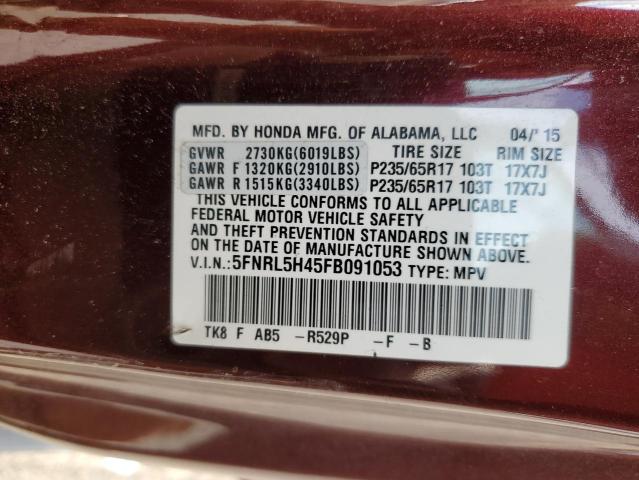 MFD. BY HONDA MFG. OF ALABAMA, LLC 04/'15
GVWR 2730KG(6019LBS) TIRE SIZE RIM SIZE
GAWR F 1320KG(2910LBS) P235/65R17 103T 17X7J
GAWR R 1515KG(3340LBS) P235/65R17 103T 17X7J
THIS VEHICLE CONFORMS TO ALL APPLICABLE
FEDERAL MOTOR VEHICLE SAFETY
AND THEFT PREVENTION STANDARDS IN EFFECT
ON THE DATE OF MANUFACTURE SHOWN ABOVE.
V.I.N.:5FNRL5H45FB091053 TYPE: MPV
TK8 F AB5 -R529P -F -B